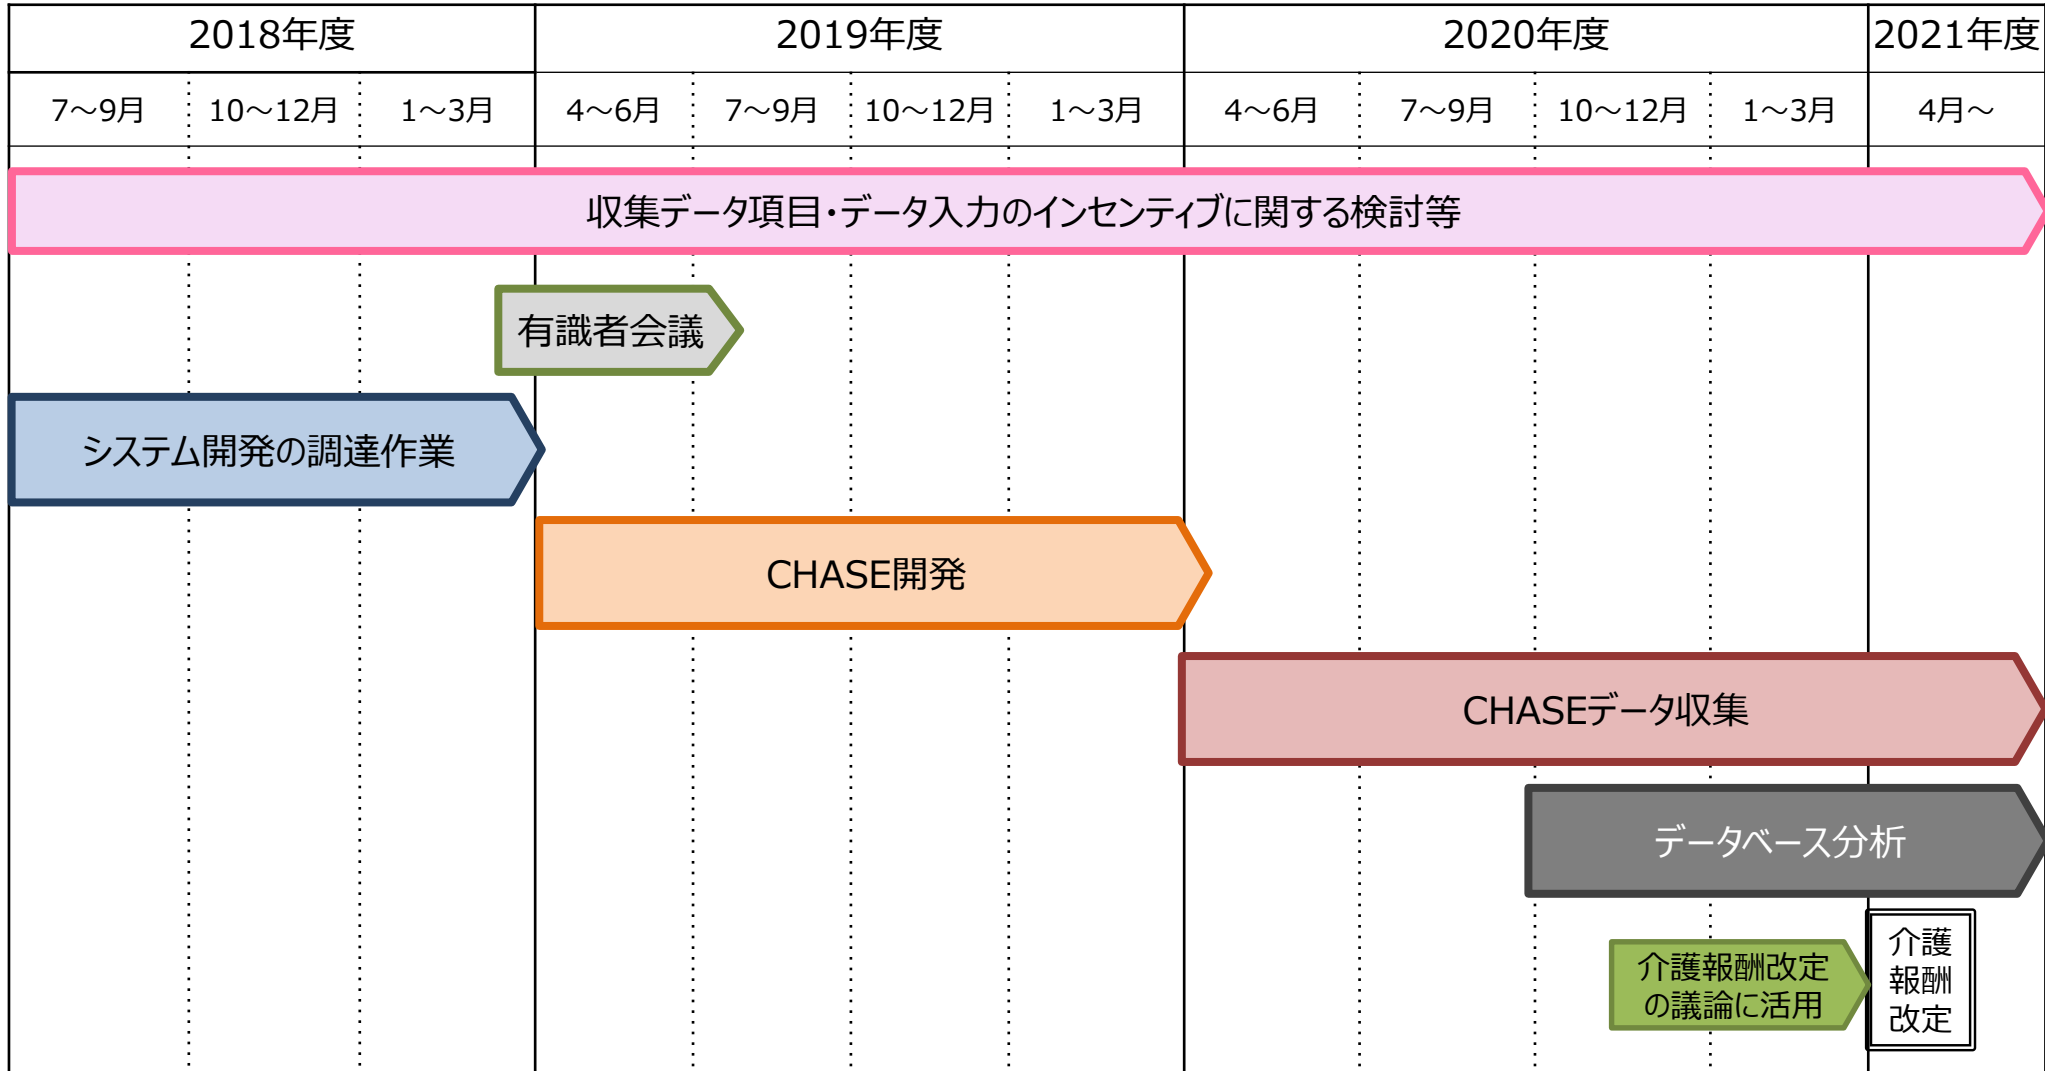 2018年度
2019年度
2020年度
2021年度
7～9月
10～12月
1～3月
4～6月
7～9月
10～12月
1～3月
4～6月
7～9月
10～12月
1～3月
4月～
収集データ項目・データ入力のインセンティブに関する検討等
有識者会議
システム開発の調達作業
CHASE開発
CHASEデータ収集
データベース分析
介護報酬改定
の議論に活用
介護
報酬
改定